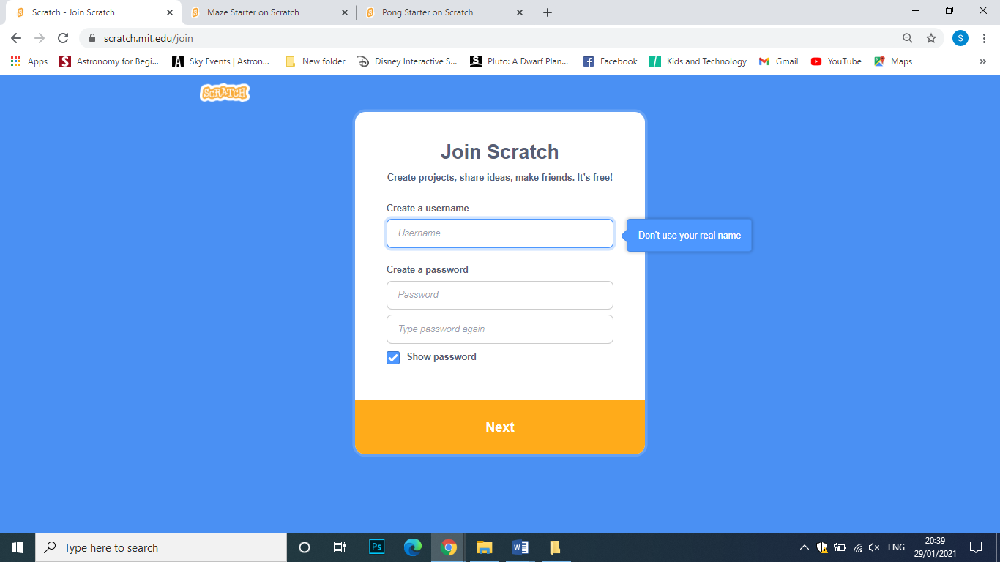 Scratch - Join Scratch
Maze Starter on Scratch
Pong Starter on Scratch
scratch.mit.edu/join
S
Apps
S
Astronomy for Begi...
A
Sky Events | Astron...
New folder
Disney Interactive S...
S
Pluto: A Dwarf Plan...
Facebook
Kids and Technology
Gmail
YouTube
Maps
»
SCRATCH
Join Scratch
Create projects, share ideas, make friends. It's free!
Create a username
Username
Don't use your real name
Create a password
Password
Type password again
Show password
Next
Type here to search
Ps
W
ENG
20:39
29/01/2021